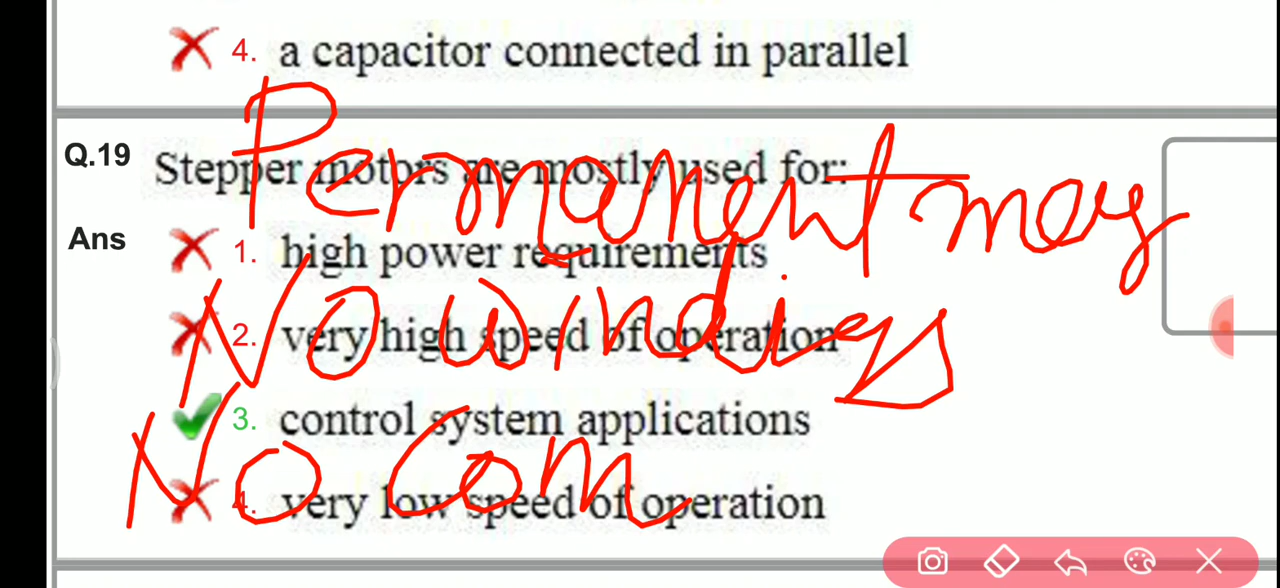 4. a capacitor connected in parallel
Q.19 Stepper motors are mostly used for:
Permanent mag
Ans 1. high power requirements
No windigs
2. very high speed of operation
3. control system applications
No Com
4. very low speed of operation